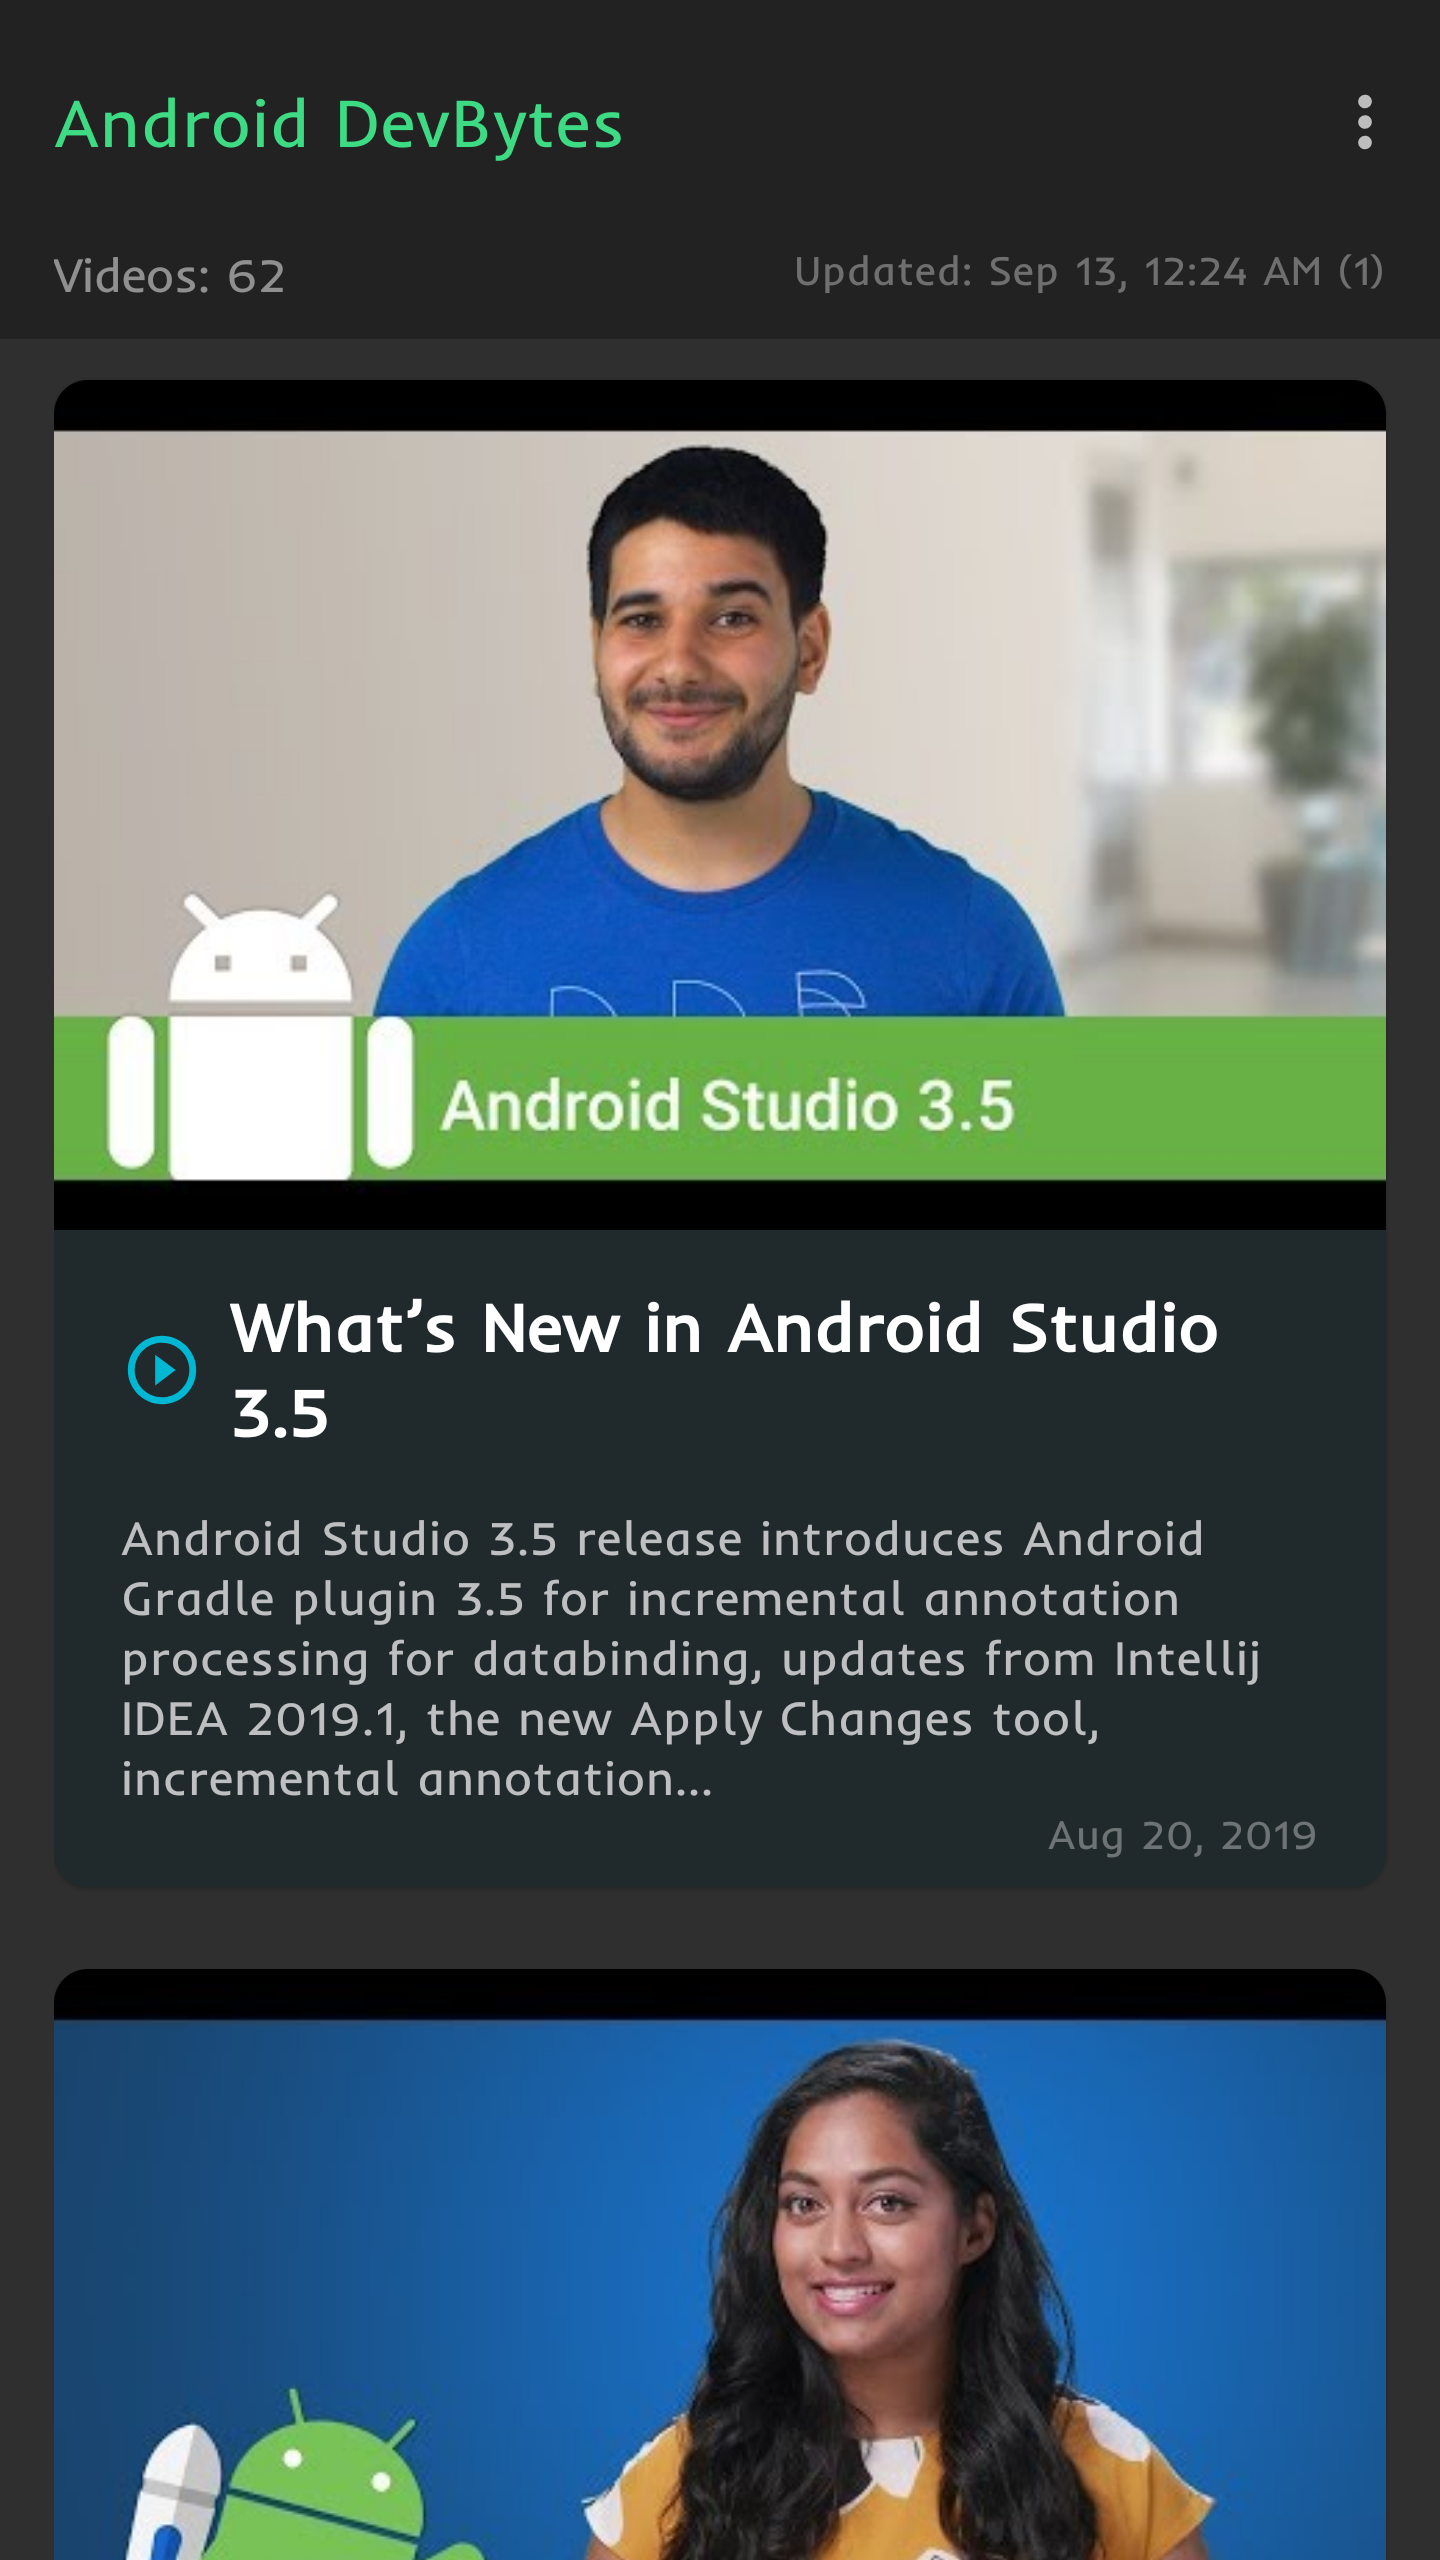 Android DevBytes
Videos: 62
Updated: Sep 13, 12:24 AM (1)
Android Studio 3.5
What’s New in Android Studio
3.5
Android Studio 3.5 release introduces Android
Gradle plugin 3.5 for incremental annotation
processing for databinding, updates from Intellij
IDEA 2019.1, the new Apply Changes tool,
incremental annotation...
Aug 20, 2019